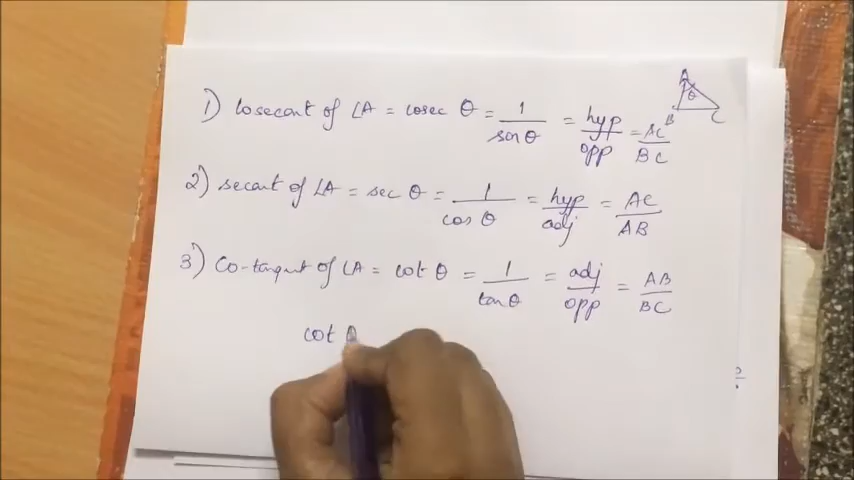 A
θ
B
C
1) Cosecant of ∠A = cosec θ = 1/sin θ = hyp/opp = AC/BC
2) secant of ∠A = sec θ = 1/cos θ = hyp/adj = AC/AB
3) Co-tangent of ∠A = cot θ = 1/tan θ = adj/opp = AB/BC
cot θ